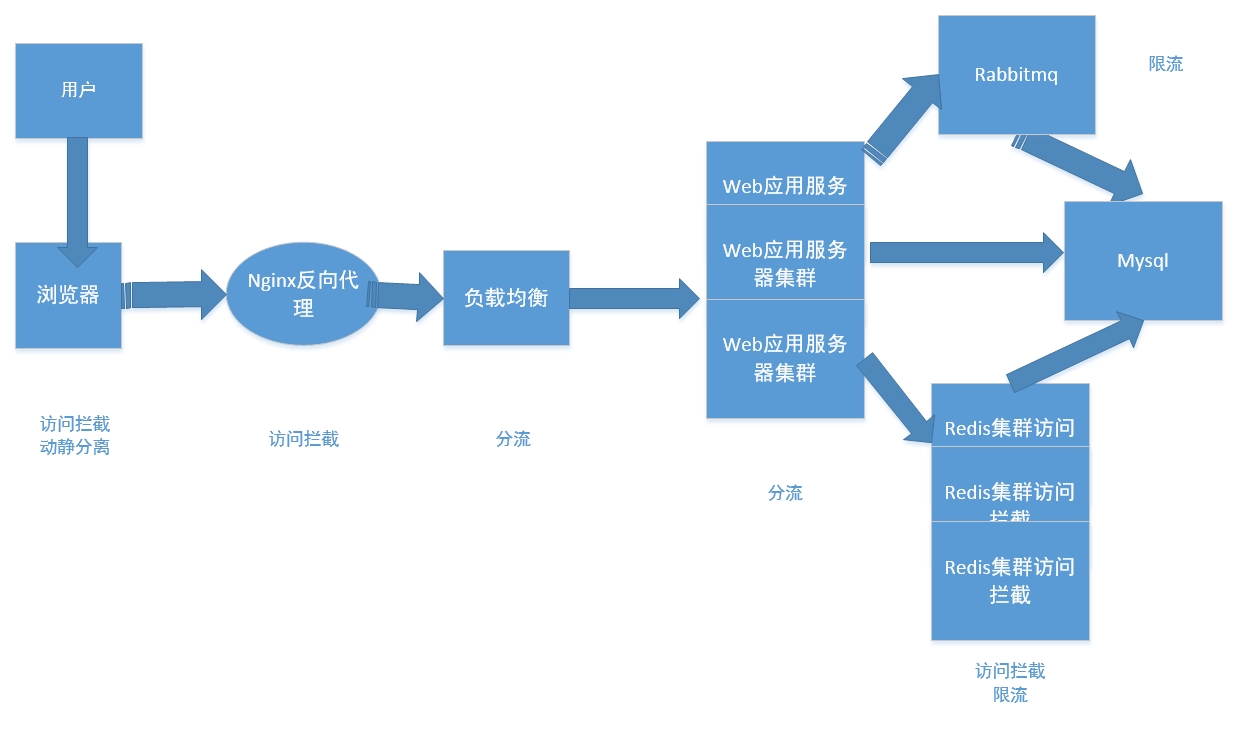 用户
浏览器
访问拦截
动静分离
Nginx反向代
理
访问拦截
负载均衡
分流
Web应用服务
Web应用服务
器集群
Web应用服务
器集群
分流
Rabbitmq
限流
Mysql
Redis集群访问
Redis集群访问
拦截
Redis集群访问
拦截
访问拦截
限流